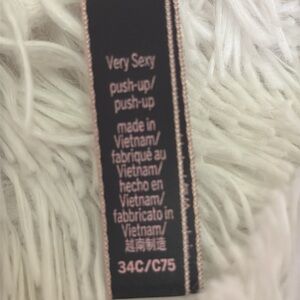 Very Sexy
push-up/
push-up
made in
Vietnam/
fabriqué au
Vietnam/
hecho en
Vietnam/
fabbricato in
Vietnam/
越南制造
34C/C75